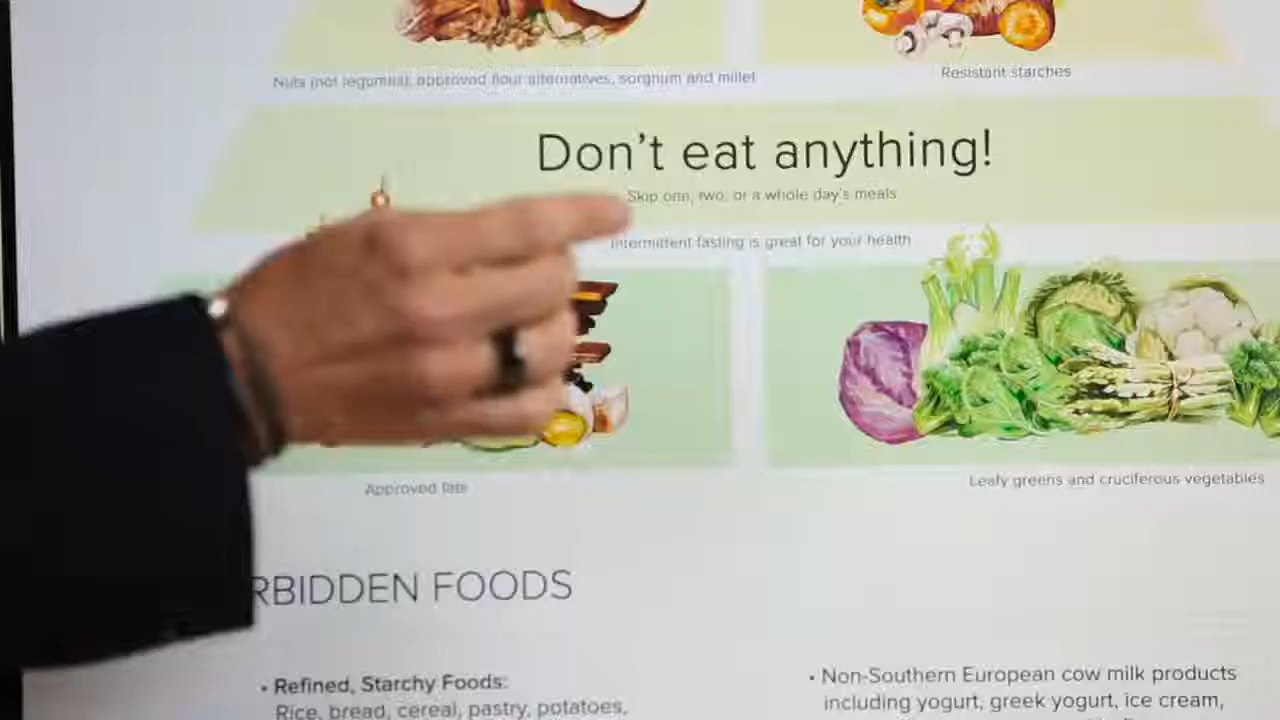 Nuts (not legumes), approved flour alternatives, sorghum and millet
Resistant starches
Don't eat anything!
Skip one, two, or a whole day's meals
Intermittent fasting is great for your health
Approved fats
Leafy greens and cruciferous vegetables
RBIDDEN FOODS
• Refined, Starchy Foods:
Rice, bread, cereal, pastry, potatoes,
• Non-Southern European cow milk products
including yogurt, greek yogurt, ice cream,